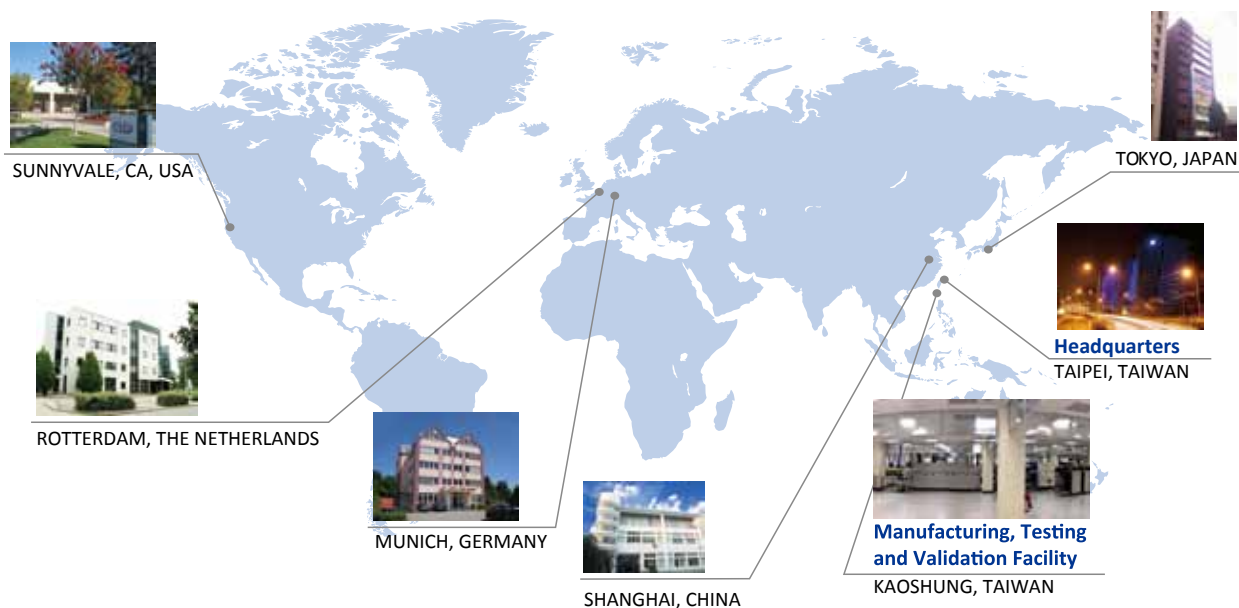 SUNNYVALE, CA, USA
TOKYO, JAPAN
Headquarters
TAIPEI, TAIWAN
ROTTERDAM, THE NETHERLANDS
MUNICH, GERMANY
Manufacturing, Testing
and Validation Facility
KAOSHUNG, TAIWAN
SHANGHAI, CHINA